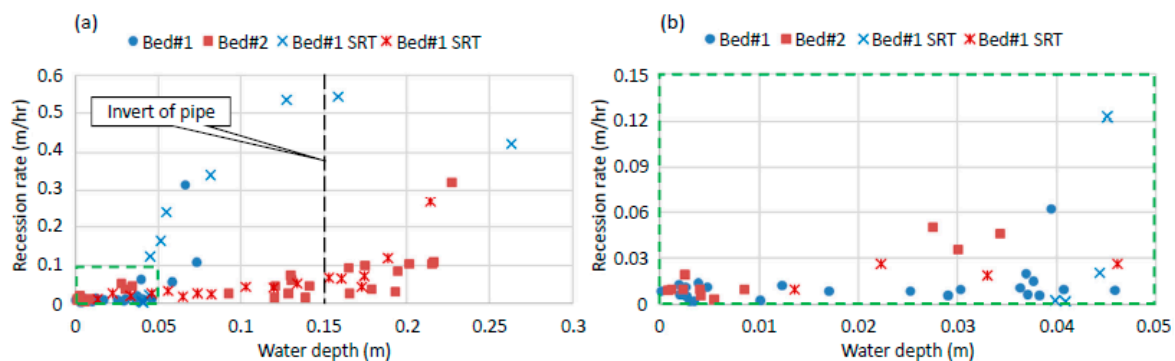 (a)
Bed#1 Bed#2 Bed#1 SRT Bed#1 SRT
Recession rate (m/hr)
0.6
0.5
0.4
0.3
0.2
0.1
0
Invert of pipe
0 0.05 0.1 0.15 0.2 0.25 0.3
Water depth (m)
(b)
Bed#1 Bed#2 Bed#1 SRT Bed#1 SRT
Recession rate (m/hr)
0.15
0.12
0.09
0.06
0.03
0
0 0.01 0.02 0.03 0.04 0.05
Water depth (m)